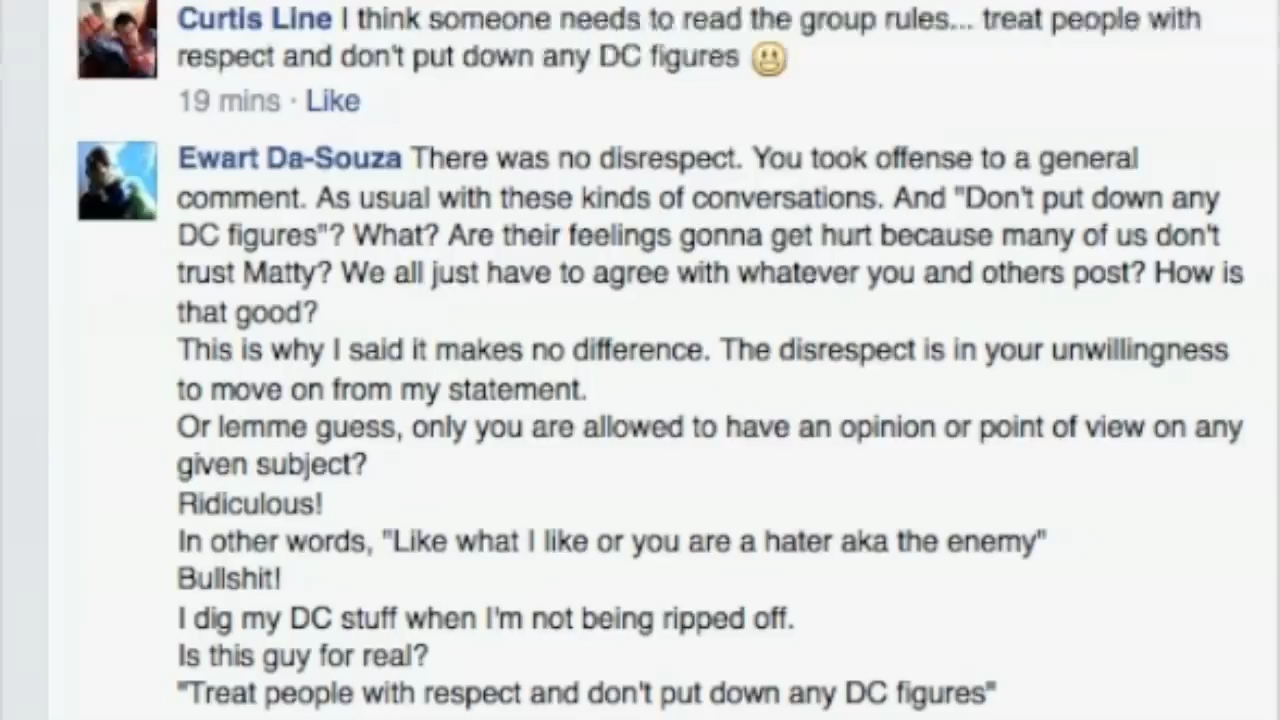 Curtis Line I think someone needs to read the group rules... treat people with
respect and don't put down any DC figures
19 mins · Like
Ewart Da-Souza There was no disrespect. You took offense to a general
comment. As usual with these kinds of conversations. And "Don't put down any
DC figures"? What? Are their feelings gonna get hurt because many of us don't
trust Matty? We all just have to agree with whatever you and others post? How is
that good?
This is why I said it makes no difference. The disrespect is in your unwillingness
to move on from my statement.
Or lemme guess, only you are allowed to have an opinion or point of view on any
given subject?
Ridiculous!
In other words, "Like what I like or you are a hater aka the enemy"
Bullshit!
I dig my DC stuff when I'm not being ripped off.
Is this guy for real?
"Treat people with respect and don't put down any DC figures"